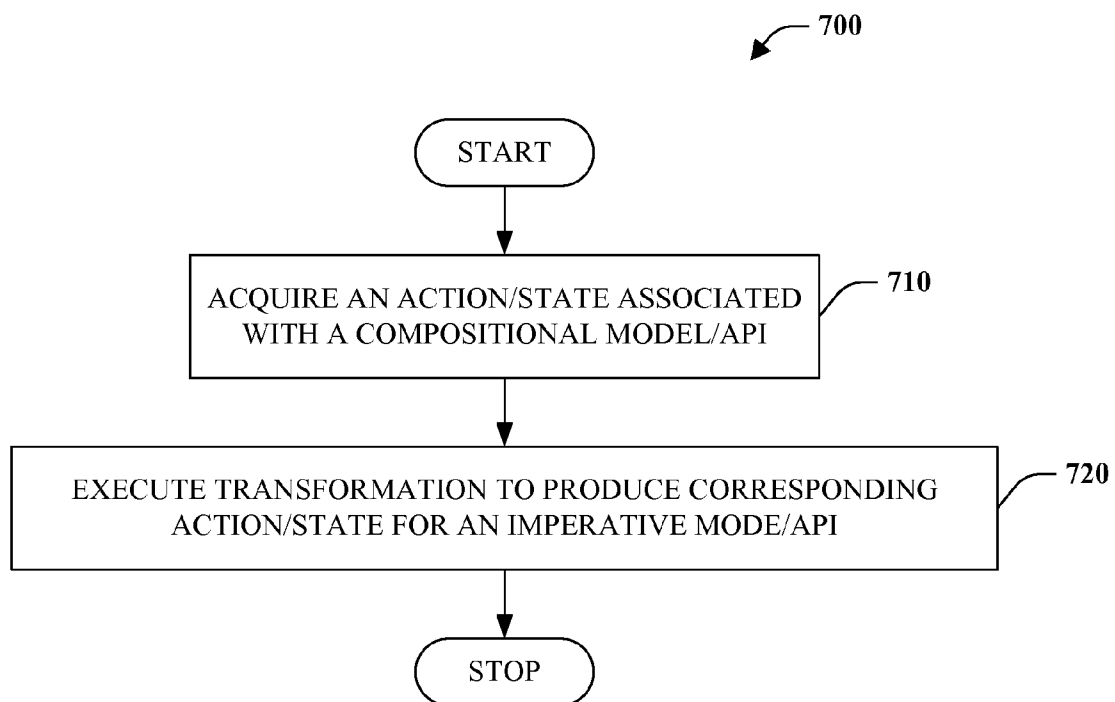 700
START
ACQUIRE AN ACTION/STATE ASSOCIATED
WITH A COMPOSITIONAL MODEL/API
710
EXECUTE TRANSFORMATION TO PRODUCE CORRESPONDING
ACTION/STATE FOR AN IMPERATIVE MODE/API
720
STOP